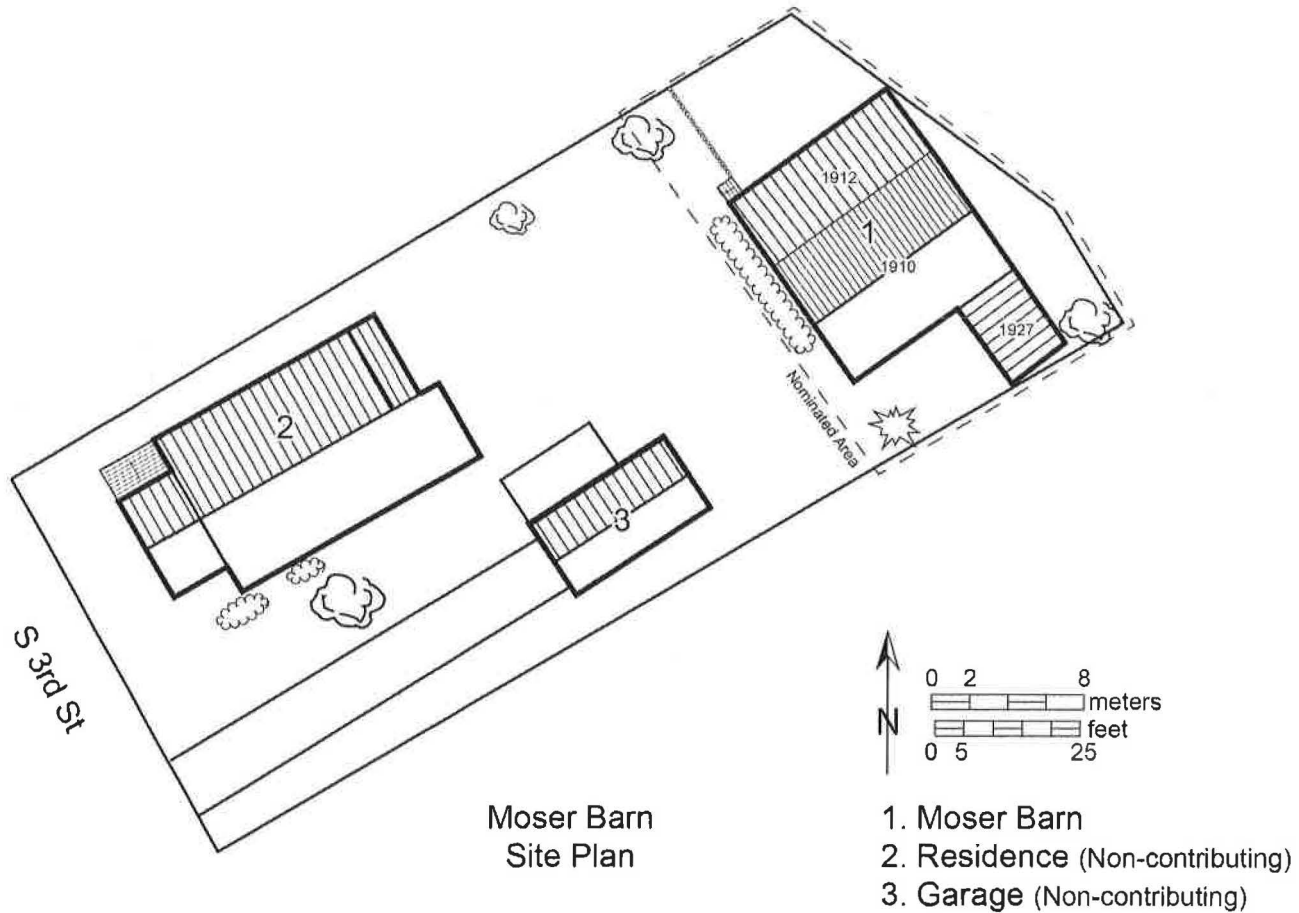 1912
1
1910
1927
Nominated Area
2
3
S 3rd St
N
0 2 8
meters
feet
0 5 25
Moser Barn
Site Plan
1. Moser Barn
2. Residence (Non-contributing)
3. Garage (Non-contributing)